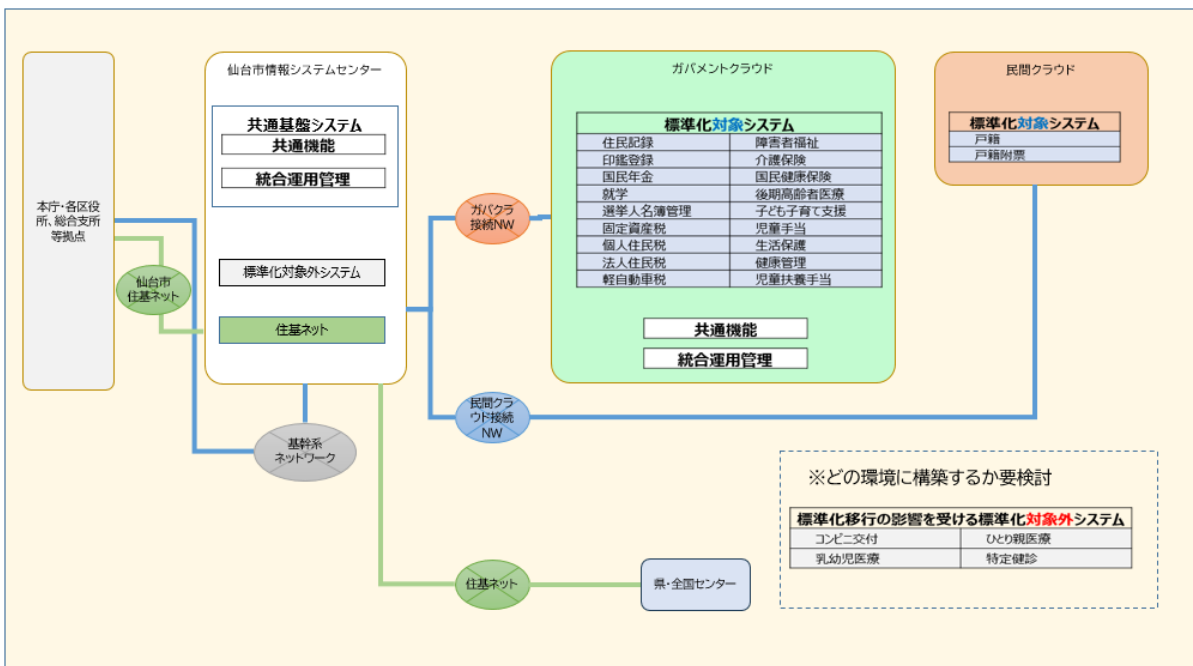 本庁・各区役
所、総合支所
等拠点
仙台市
住基ネット
仙台市情報システムセンター
共通基盤システム
共通機能
統合運用管理
標準化対象外システム
住基ネット
基幹系
ネットワーク
ガバクラ
接続NW
民間クラ
ウド接続
NW
住基ネット
県・全国センター
ガバメントクラウド
標準化対象システム
住民記録 障害者福祉
印鑑登録 介護保険
国民年金 国民健康保険
就学 後期高齢者医療
選挙人名簿管理 子ども子育て支援
固定資産税 児童手当
個人住民税 生活保護
法人住民税 健康管理
軽自動車税 児童扶養手当
共通機能
統合運用管理
民間クラウド
標準化対象システム
戸籍
戸籍附票
※どの環境に構築するか要検討
標準化移行の影響を受ける標準化対象外システム
コンビニ交付 ひとり親医療
乳幼児医療 特定健診